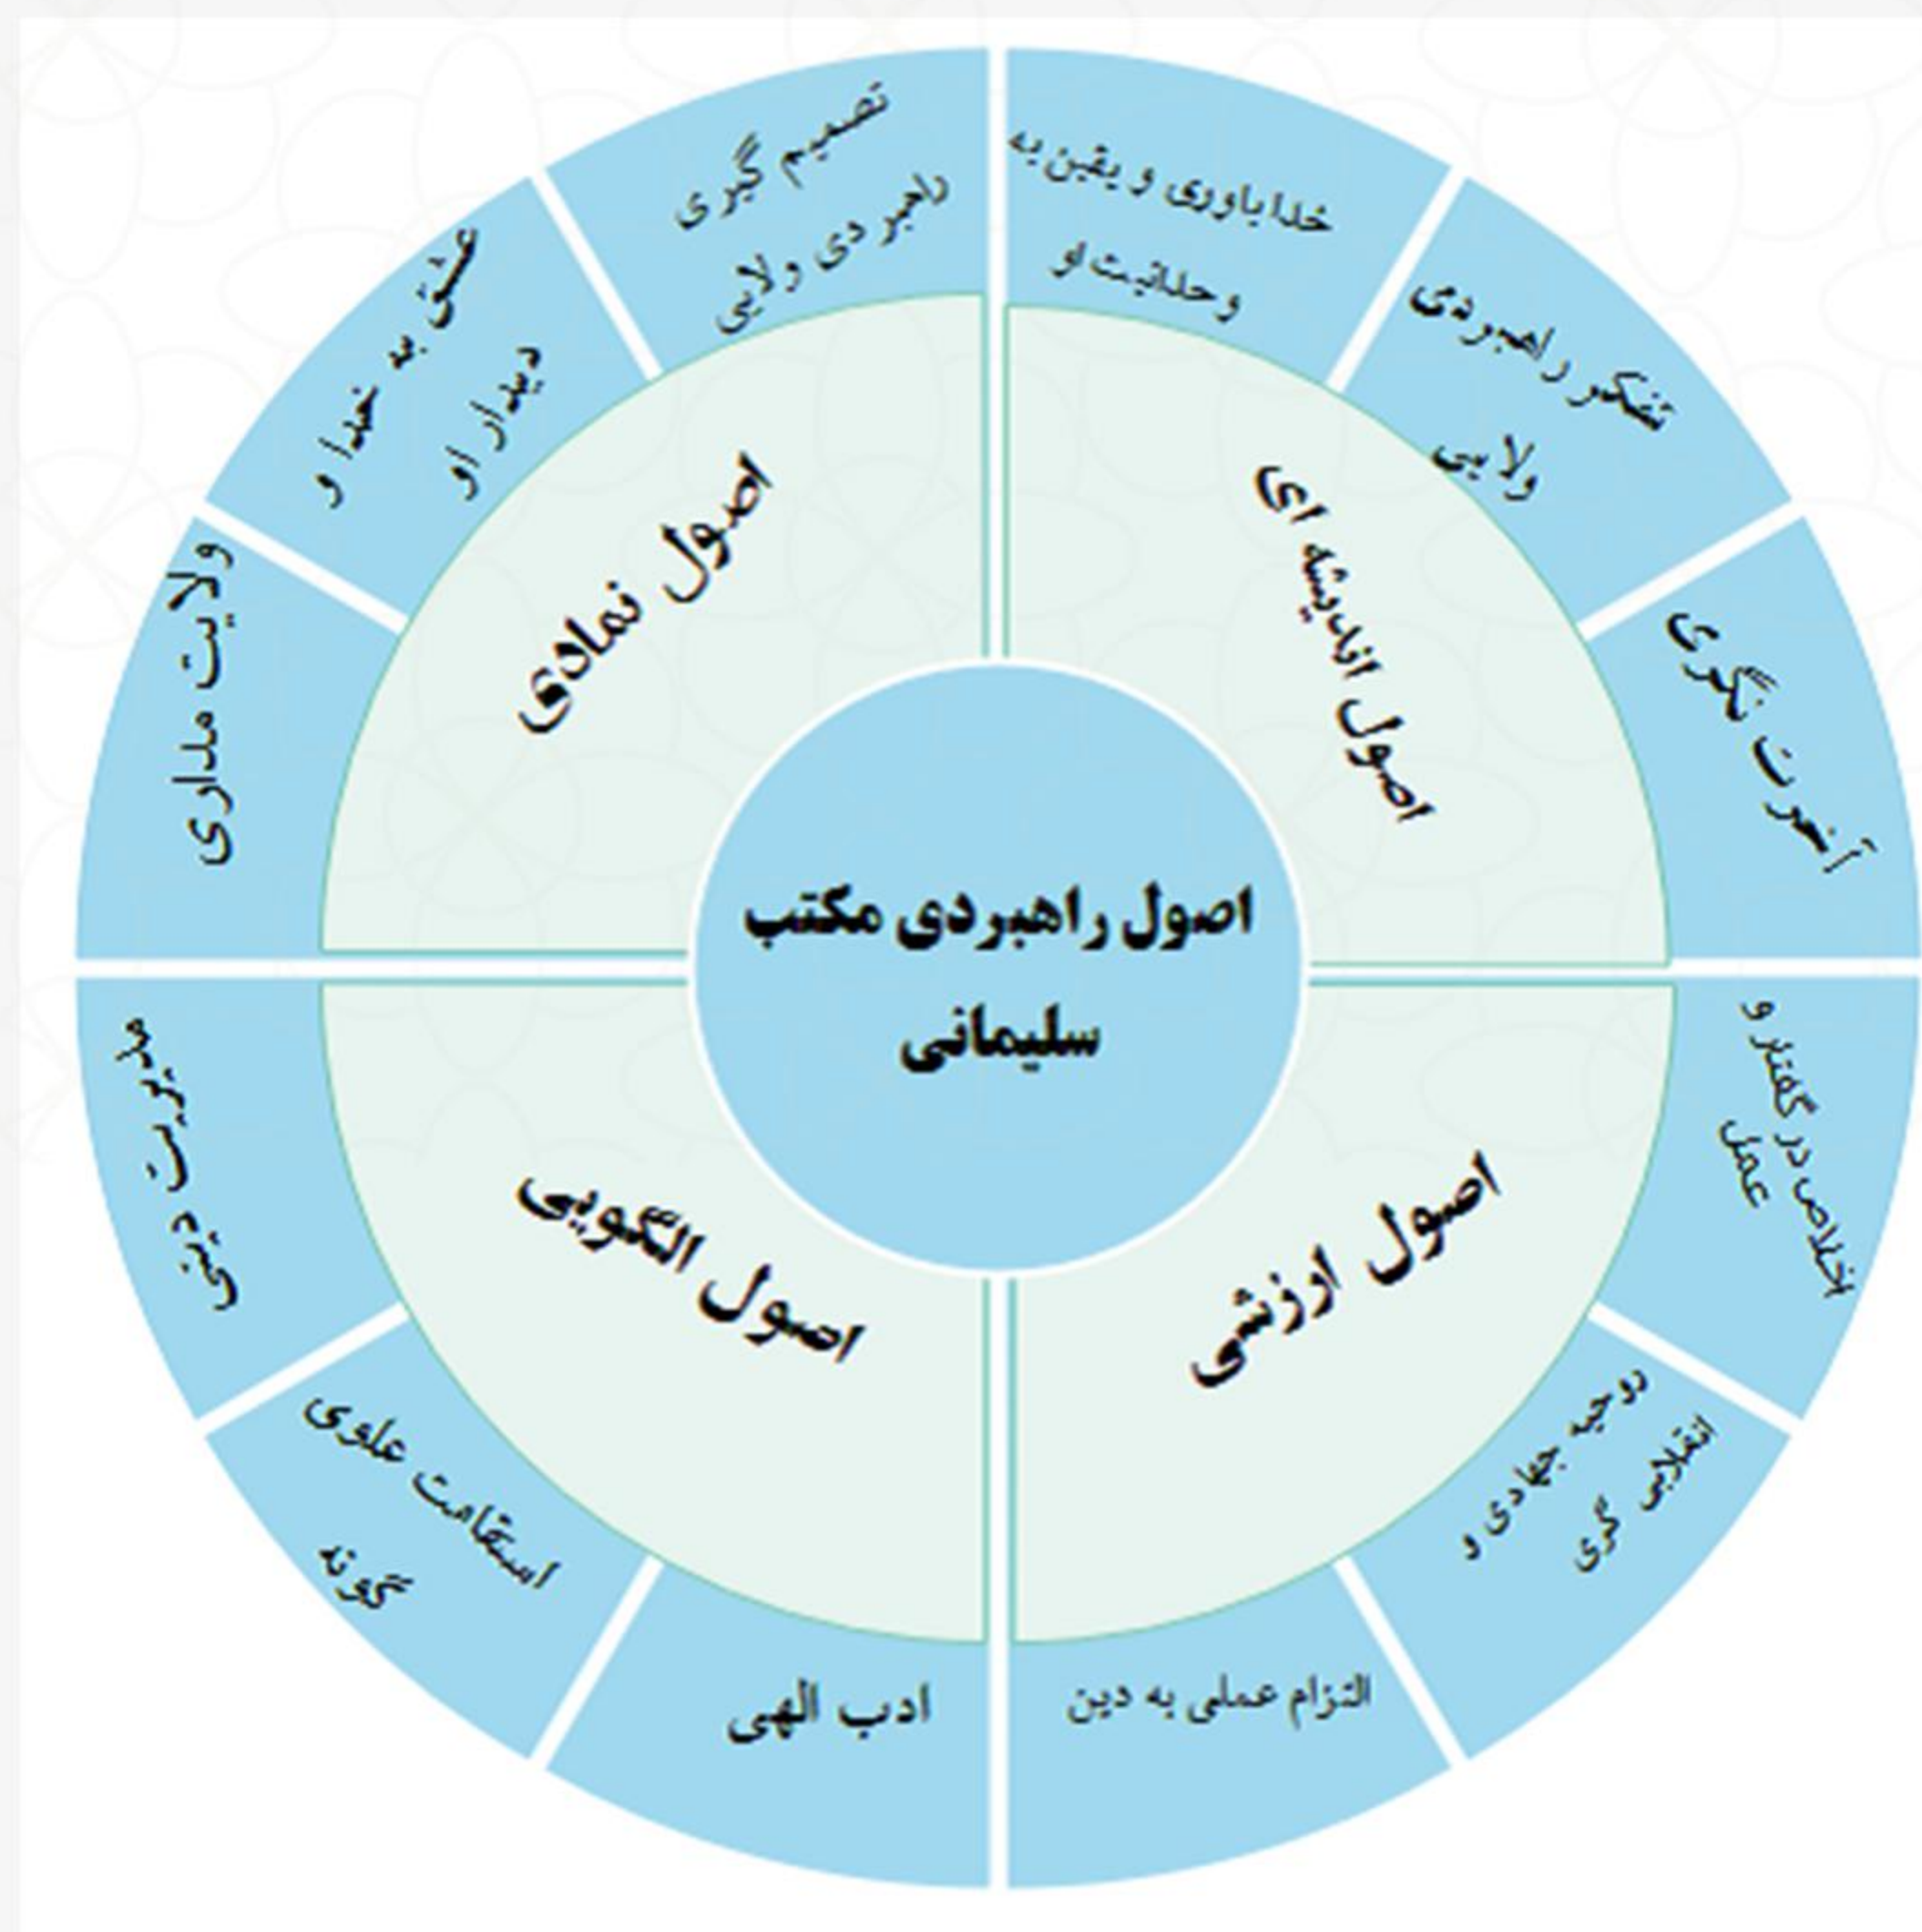 اصول راهبردی مکتب
سلیمانی
اصول اندیشه ای
خداباوری و یقین به
وحدانیت او
تفکر راهبردی
ولایی
آخرت نگری
اصول ارزشی
اخلاص در گفتار و
عمل
روحیه جهادی و
انقلابی گری
التزام عملی به دین
اصول الگویی
ادب الهی
استقامت علوی
گونه
مدیریت دینی
اصول نمادی
ولایت مداری
عشق به خدا و
دیدار او
تصمیم گیری
راهبردی ولایی